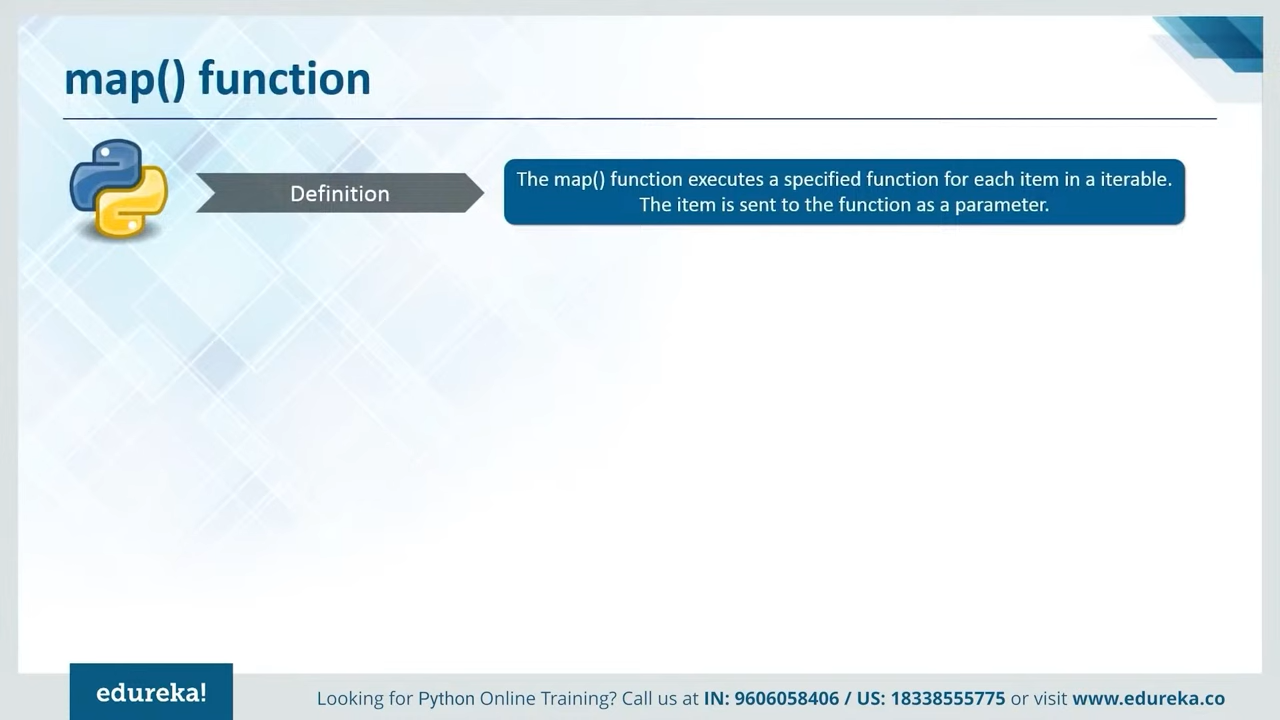 map() function
Definition
The map() function executes a specified function for each item in a iterable.
The item is sent to the function as a parameter.
edureka!
Looking for Python Online Training? Call us at IN: 9606058406 / US: 18338555775 or visit www.edureka.co